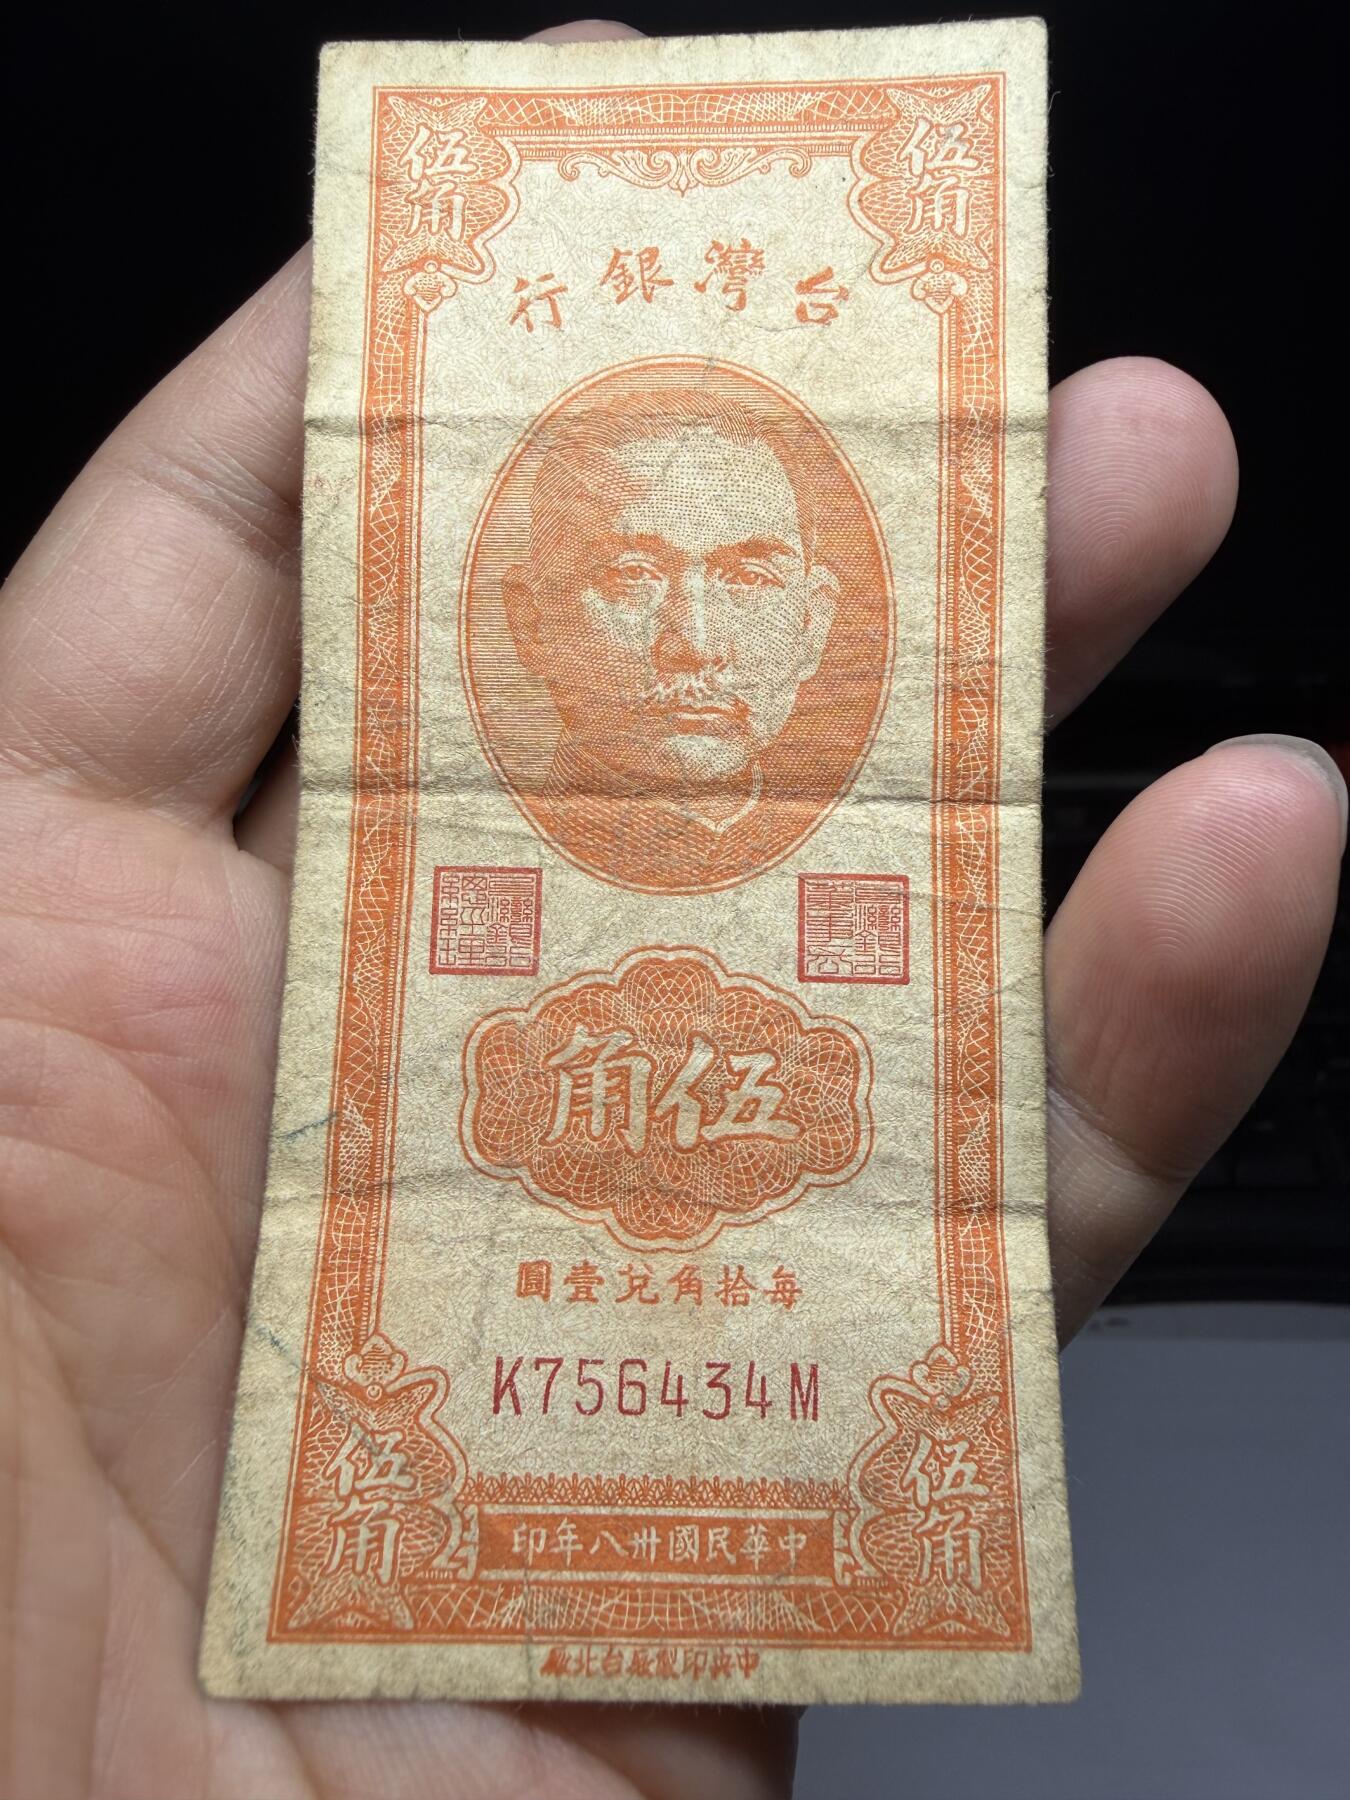 伍角
伍角
台灣銀行
伍角
每拾角兌壹圓
K756434M
伍角
伍角
中華民國卅八年印
中央印製廠台北廠